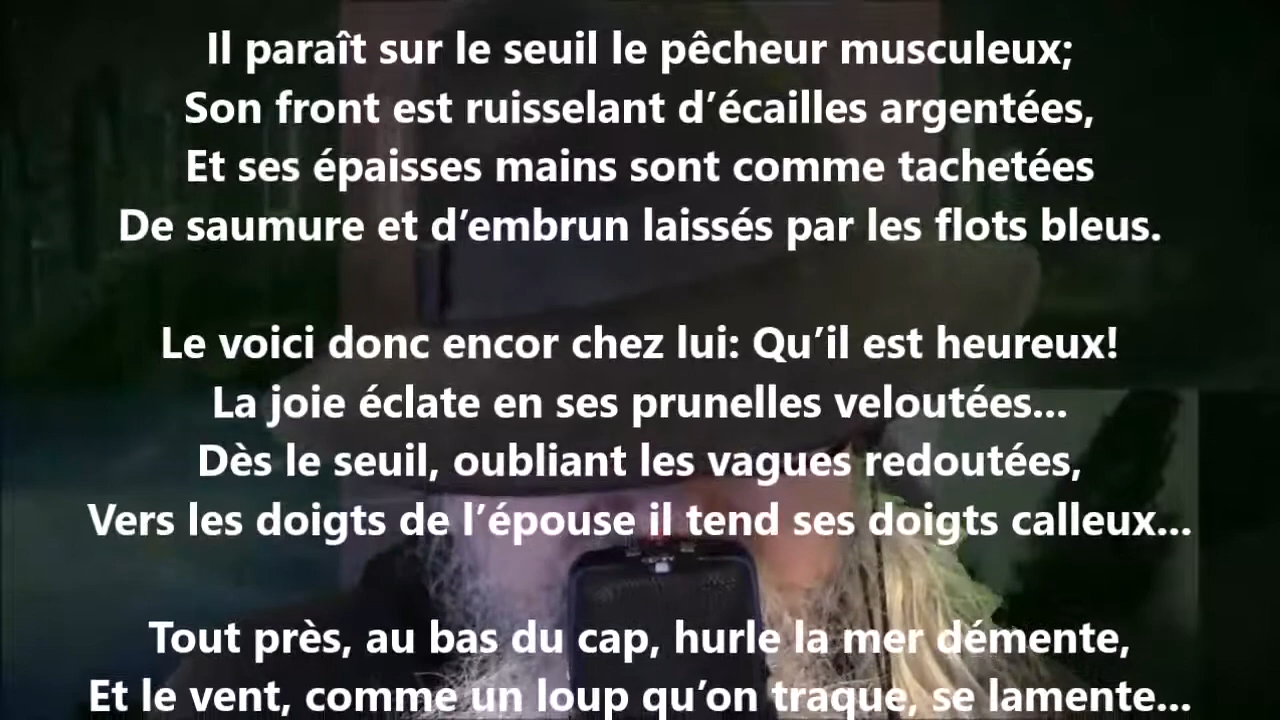 Il paraît sur le seuil le pêcheur musculeux;
Son front est ruisselant d’écailles argentées,
Et ses épaisses mains sont comme tachetées
De saumure et d’embrun laissés par les flots bleus.
Le voici donc encor chez lui: Qu’il est heureux!
La joie éclate en ses prunelles veloutées...
Dès le seuil, oubliant les vagues redoutées,
Vers les doigts de l’épouse il tend ses doigts calleux...
Tout près, au bas du cap, hurle la mer démente,
Et le vent, comme un loup qu’on traque, se lamente...